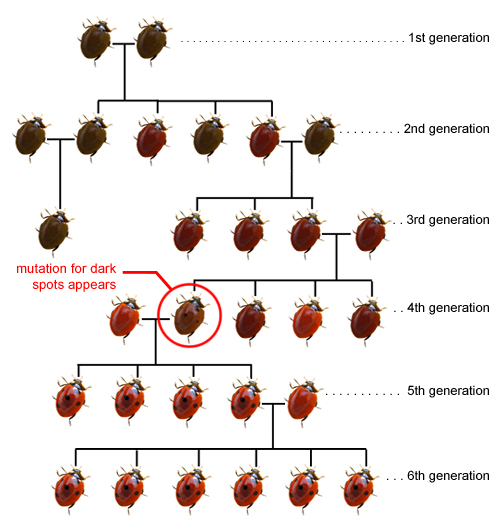 . . . . . . . . . . . . . . . . . . . . . . . . . . . . . . . . . . 1st generation
. . . . . . . . . 2nd generation
. . 3rd generation
mutation for dark
spots appears
. . . 4th generation
. . . . . . . . . . . 5th generation
. . . 6th generation